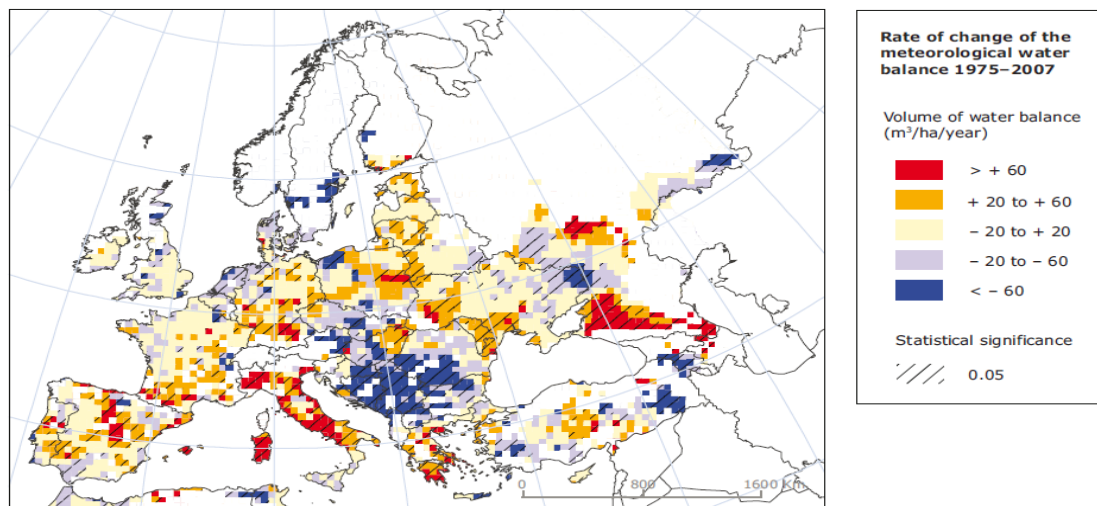 Rate of change of the
meteorological water
balance 1975–2007
Volume of water balance
(m³/ha/year)
> + 60
+ 20 to + 60
– 20 to + 20
– 20 to – 60
< – 60
Statistical significance
0.05
0 800 1600 Km